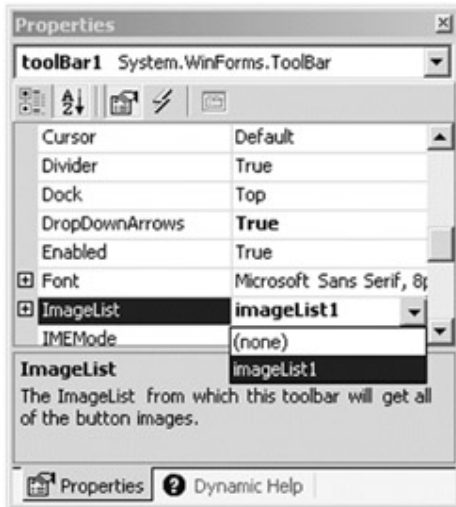 Properties
toolBar1 System.WinForms.ToolBar
Cursor Default
Divider True
Dock Top
DropDownArrows True
Enabled True
Font Microsoft Sans Serif, 8p
ImageList imageList1
IMEMode
(none)
imageList1
ImageList
The ImageList from which this toolbar will get all
of the button images.
Properties Dynamic Help